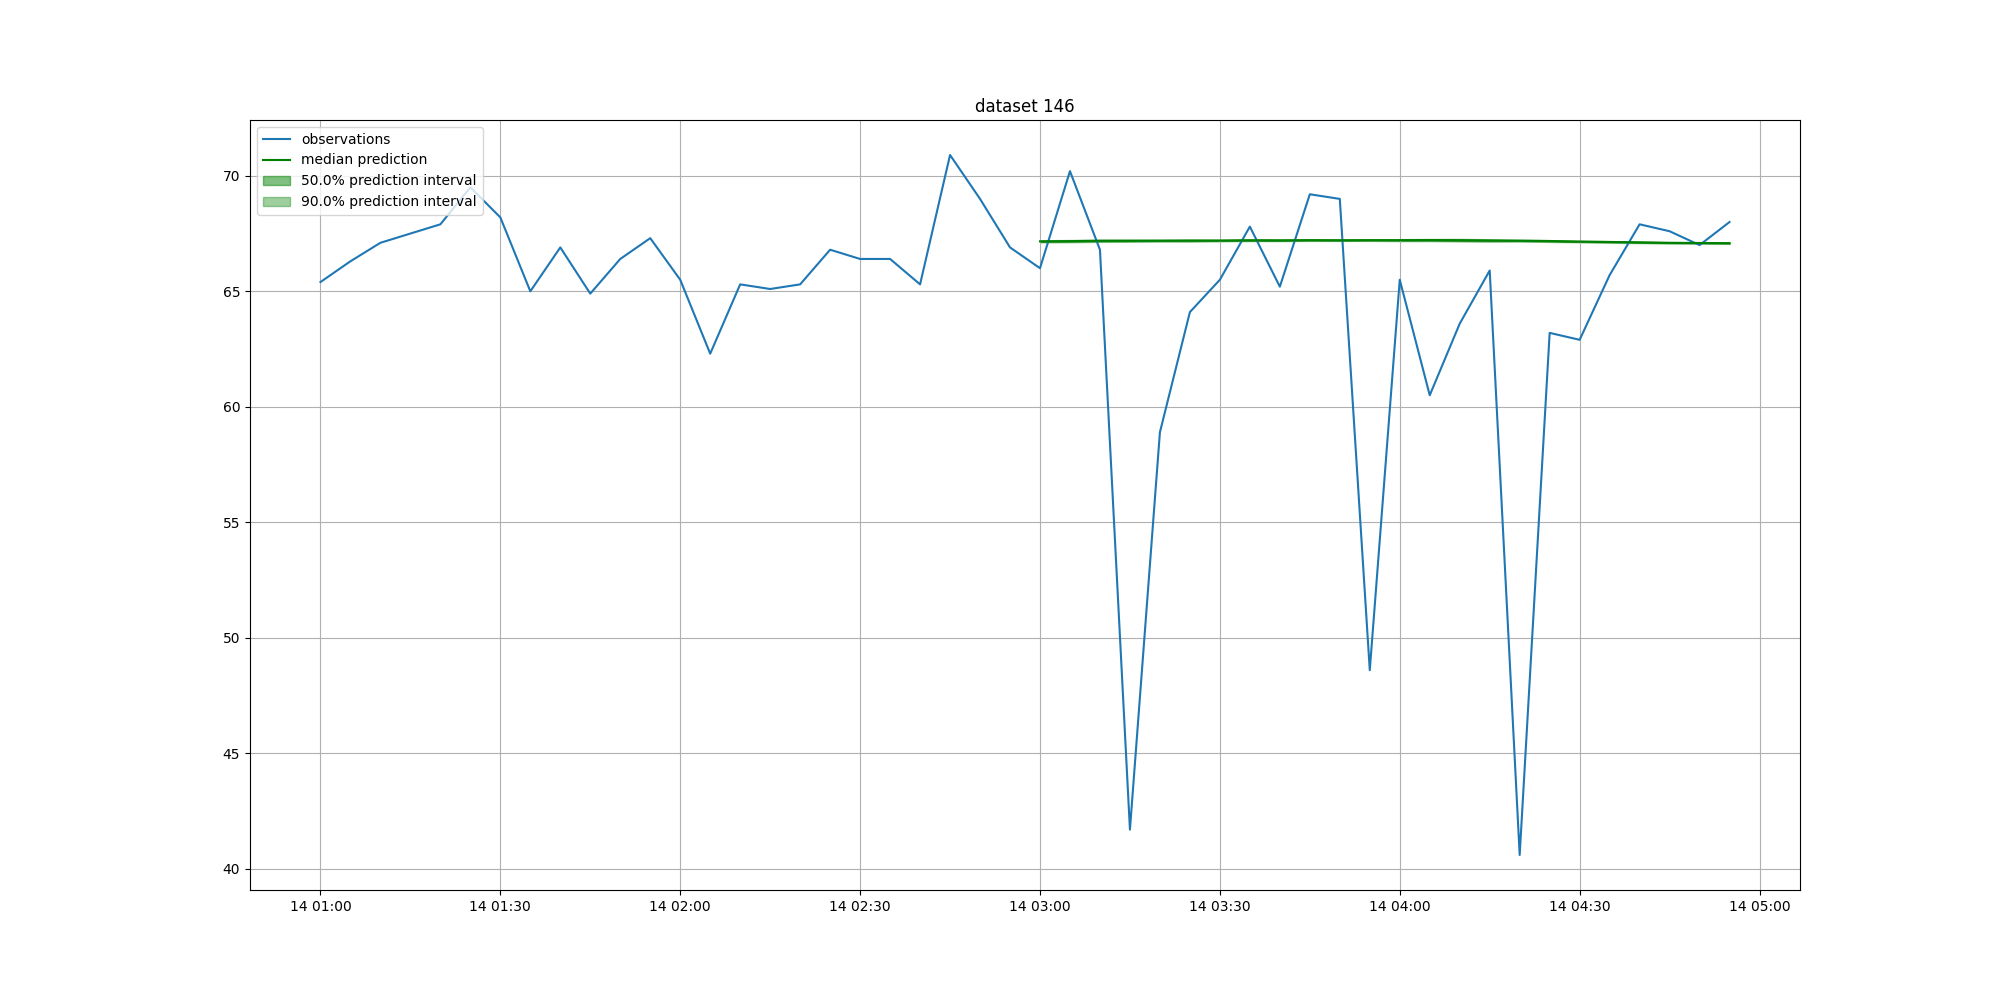 dataset 146
observations
median prediction
50.0% prediction interval
90.0% prediction interval
70
65
60
55
50
45
40
14 01:00 14 01:30 14 02:00 14 02:30 14 03:00 14 03:30 14 04:00 14 04:30 14 05:00